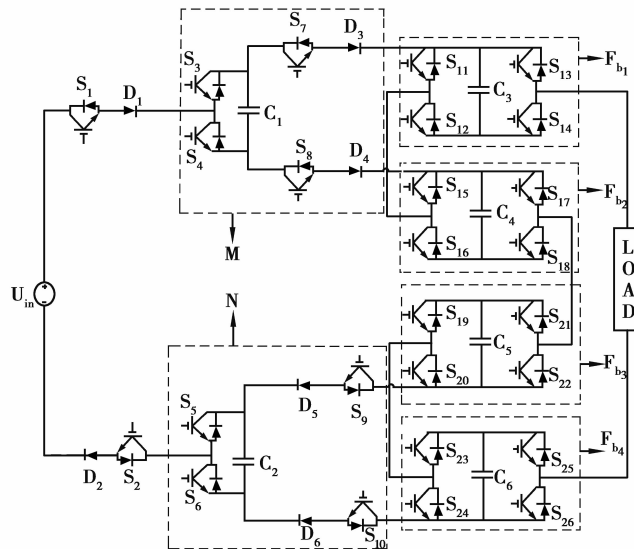 S7
D3
S3
S11
S13
Fb1
S1
D1
C1
C3
S12
S14
S4
S8
D4
S15
S17
Fb2
C4
S16
S18
M
LOAD
Uin
N
S19
S21
C5
S20
S22
Fb3
D5
S9
S5
C2
S23
S25
Fb4
D2
S2
S6
C6
S24
S26
D6
S10